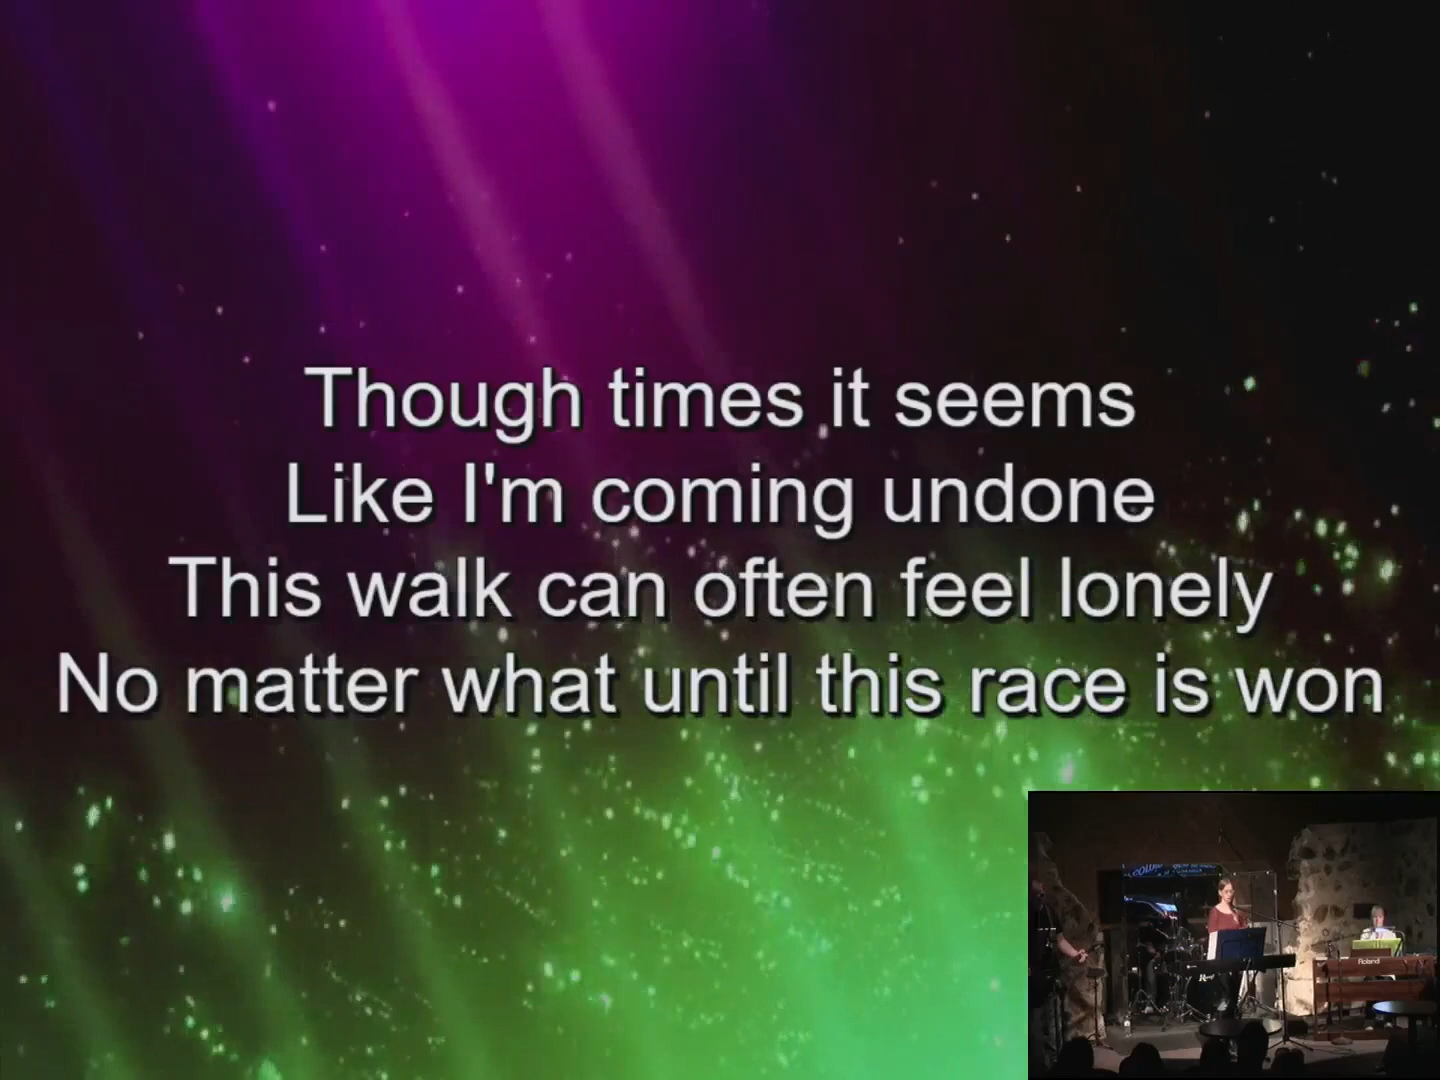 Though times it seems
Like I'm coming undone
This walk can often feel lonely
No matter what until this race is won
Roland